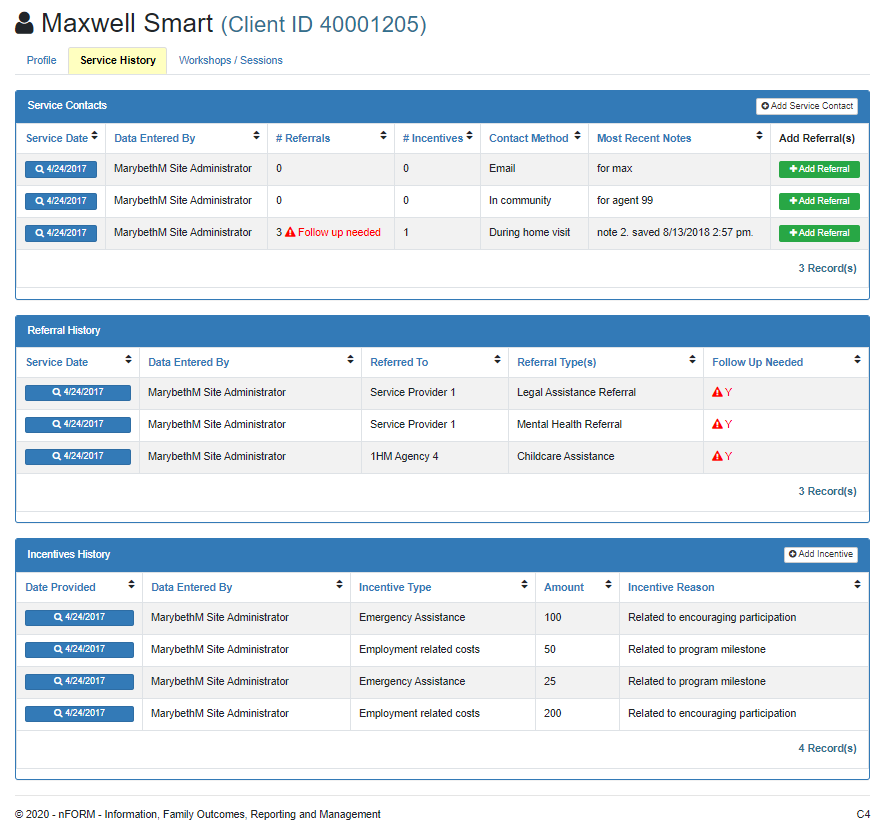 Maxwell Smart (Client ID 40001205)
Profile Service History Workshops / Sessions
Service Contacts Add Service Contact
Service Date Data Entered By # Referrals # Incentives Contact Method Most Recent Notes Add Referral(s)
4/24/2017 MarybethM Site Administrator 0 0 Email for max Add Referral
4/24/2017 MarybethM Site Administrator 0 0 In community for agent 99 Add Referral
4/24/2017 MarybethM Site Administrator 3 Follow up needed 1 During home visit note 2. saved 8/13/2018 2:57 pm. Add Referral
3 Record(s)
Referral History
Service Date Data Entered By Referred To Referral Type(s) Follow Up Needed
4/24/2017 MarybethM Site Administrator Service Provider 1 Legal Assistance Referral Y
4/24/2017 MarybethM Site Administrator Service Provider 1 Mental Health Referral Y
4/24/2017 MarybethM Site Administrator 1HM Agency 4 Childcare Assistance Y
3 Record(s)
Incentives History Add Incentive
Date Provided Data Entered By Incentive Type Amount Incentive Reason
4/24/2017 MarybethM Site Administrator Emergency Assistance 100 Related to encouraging participation
4/24/2017 MarybethM Site Administrator Employment related costs 50 Related to program milestone
4/24/2017 MarybethM Site Administrator Emergency Assistance 25 Related to program milestone
4/24/2017 MarybethM Site Administrator Employment related costs 200 Related to encouraging participation
4 Record(s)
© 2020 - nFORM - Information, Family Outcomes, Reporting and Management C4